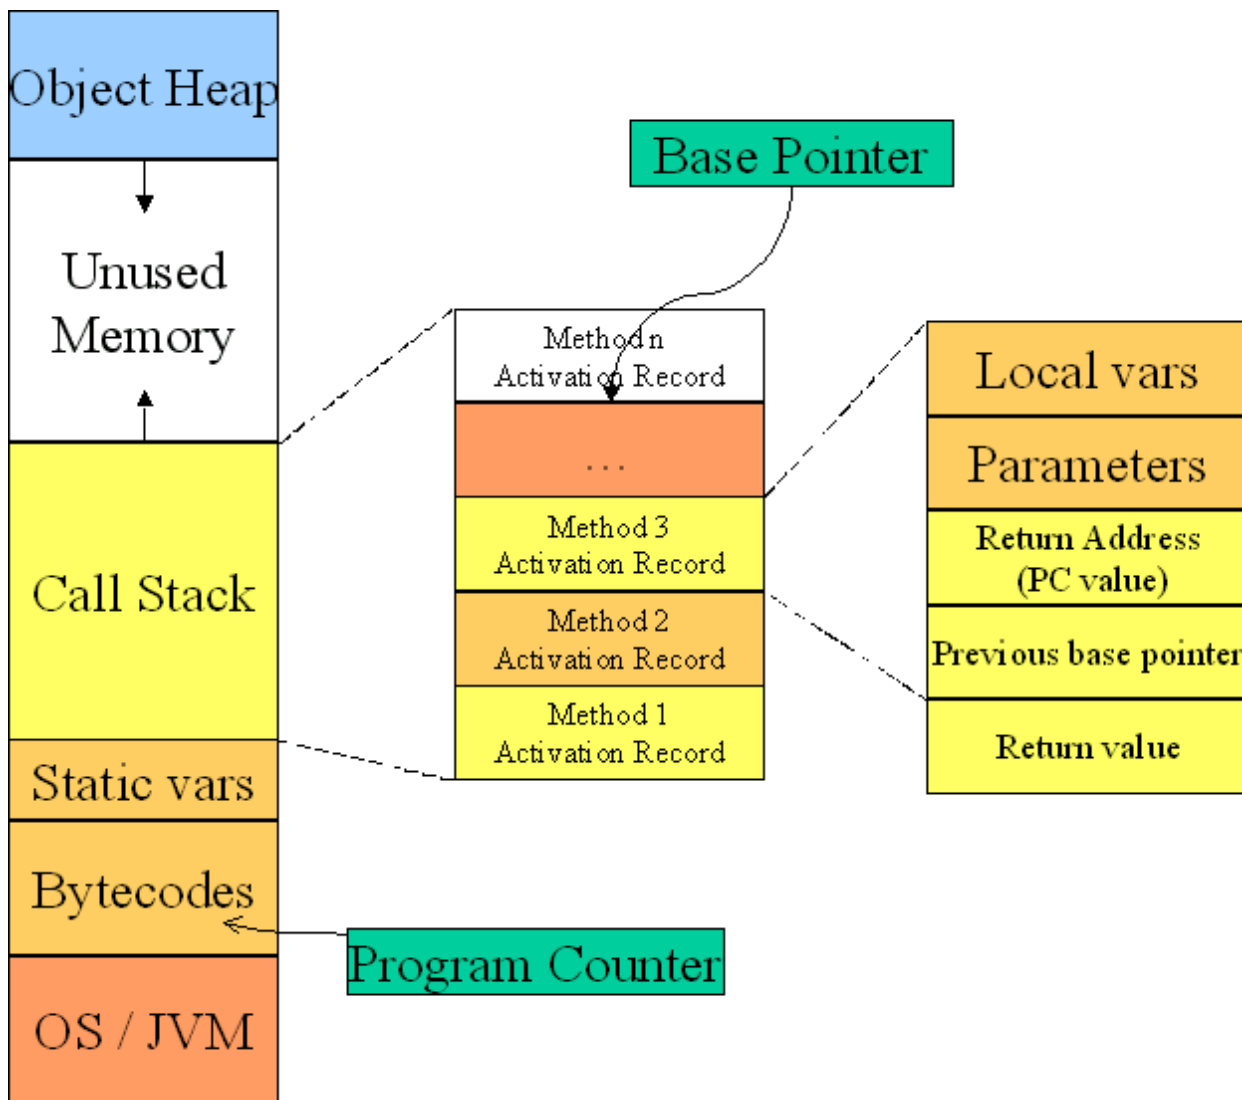 Object Heap
Unused
Memory
Call Stack
Static vars
Bytecodes
OS / JVM
Base Pointer
Method n
Activation Record
...
Method 3
Activation Record
Method 2
Activation Record
Method 1
Activation Record
Program Counter
Local vars
Parameters
Return Address
(PC value)
Previous base pointer
Return value